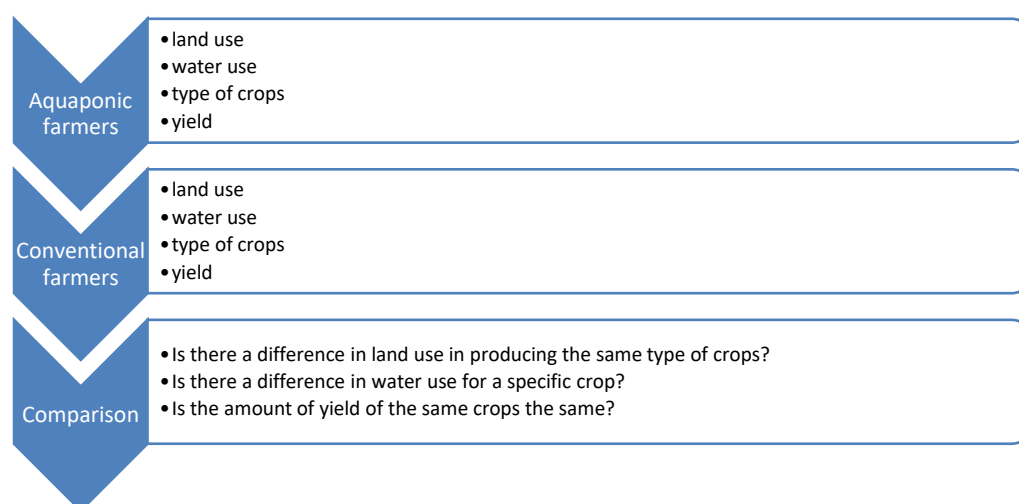 Aquaponic
farmers
•land use
•water use
•type of crops
•yield
Conventional
farmers
•land use
•water use
•type of crops
•yield
Comparison
•Is there a difference in land use in producing the same type of crops?
•Is there a difference in water use for a specific crop?
•Is the amount of yield of the same crops the same?